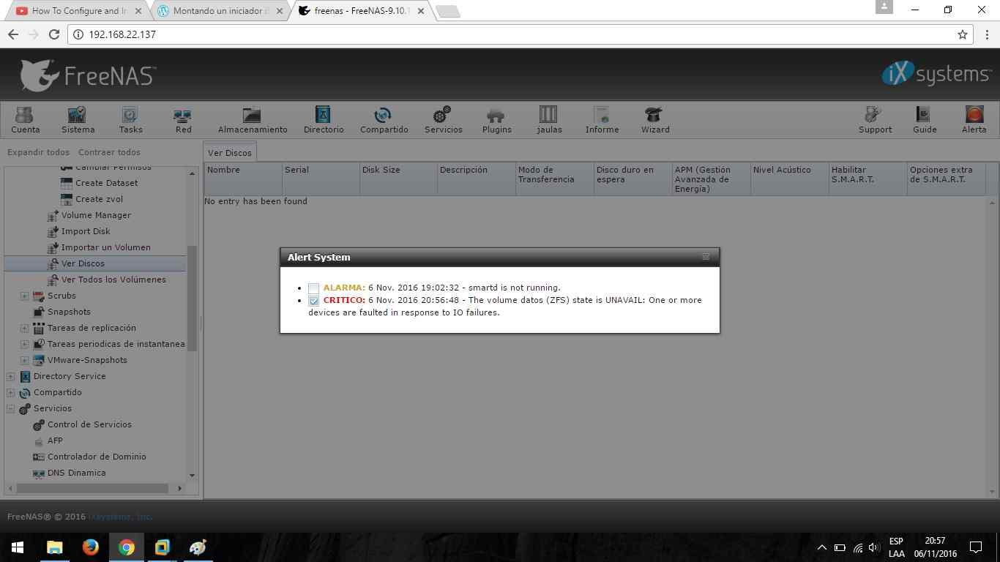 How To Configure and In
Montando un iniciador i
freenas - FreeNAS-9.10.1
192.168.22.137
FreeNAS™
iXsystems™
Cuenta
Sistema
Tasks
Red
Almacenamiento
Directorio
Compartido
Servicios
Plugins
jaulas
Informe
Wizard
Support
Guide
Alerta
Expandir todos
Contraer todos
Ver Discos
Cambiar Permisos
Create Dataset
Create zvol
Volume Manager
Import Disk
Importar un Volumen
Ver Discos
Ver Todos los Volúmenes
Scrubs
Snapshots
Tareas de replicación
Tareas periodicas de instantanea
VMware-Snapshots
Directory Service
Compartido
Servicios
Control de Servicios
AFP
Controlador de Dominio
DNS Dinamica
Nombre
Serial
Disk Size
Descripción
Modo de
Transferencia
Disco duro en
espera
APM (Gestión
Avanzada de
Energía)
Nivel Acústico
Habilitar
S.M.A.R.T.
Opciones extra
de S.M.A.R.T.
No entry has been found
Alert System
ALARMA: 6 Nov. 2016 19:02:32 - smartd is not running.
CRITICO: 6 Nov. 2016 20:56:48 - The volume datos (ZFS) state is UNAVAIL: One or more
devices are faulted in response to IO failures.
FreeNAS® © 2016 iXsystems, Inc.
ESP
LAA
20:57
06/11/2016